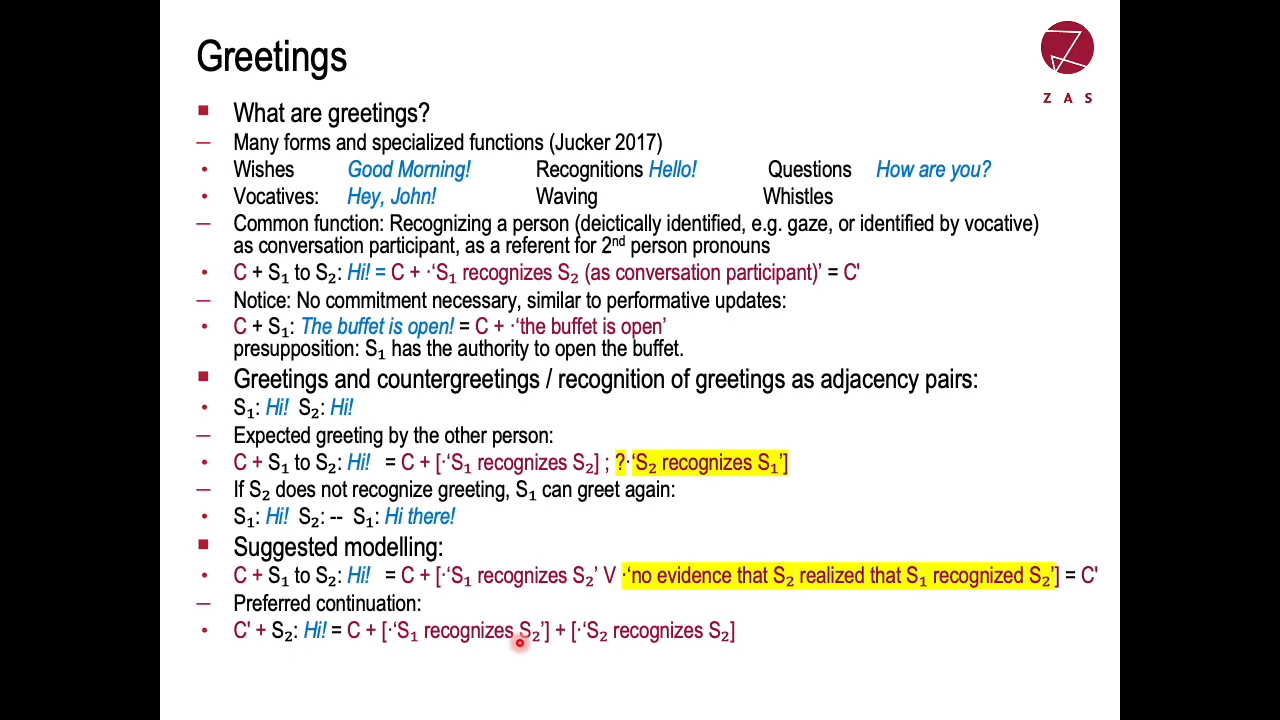 Greetings
Z A S
■ What are greetings?
– Many forms and specialized functions (Jucker 2017)
• Wishes Good Morning! Recognitions Hello! Questions How are you?
• Vocatives: Hey, John! Waving Whistles
– Common function: Recognizing a person (deictically identified, e.g. gaze, or identified by vocative)
as conversation participant, as a referent for 2nd person pronouns
• C + S₁ to S₂: Hi! = C + ·‘S₁ recognizes S₂ (as conversation participant)’ = C'
– Notice: No commitment necessary, similar to performative updates:
• C + S₁: The buffet is open! = C + ·‘the buffet is open’
presupposition: S₁ has the authority to open the buffet.
■ Greetings and countergreetings / recognition of greetings as adjacency pairs:
• S₁: Hi! S₂: Hi!
– Expected greeting by the other person:
• C + S₁ to S₂: Hi! = C + [·‘S₁ recognizes S₂] ; ?·‘S₂ recognizes S₁’]
– If S₂ does not recognize greeting, S₁ can greet again:
• S₁: Hi! S₂: -- S₁: Hi there!
■ Suggested modelling:
• C + S₁ to S₂: Hi! = C + [·‘S₁ recognizes S₂’ V ·‘no evidence that S₂ realized that S₁ recognized S₂’] = C'
– Preferred continuation:
• C' + S₂: Hi! = C + [·‘S₁ recognizes S₂’] + [·‘S₂ recognizes S₂]